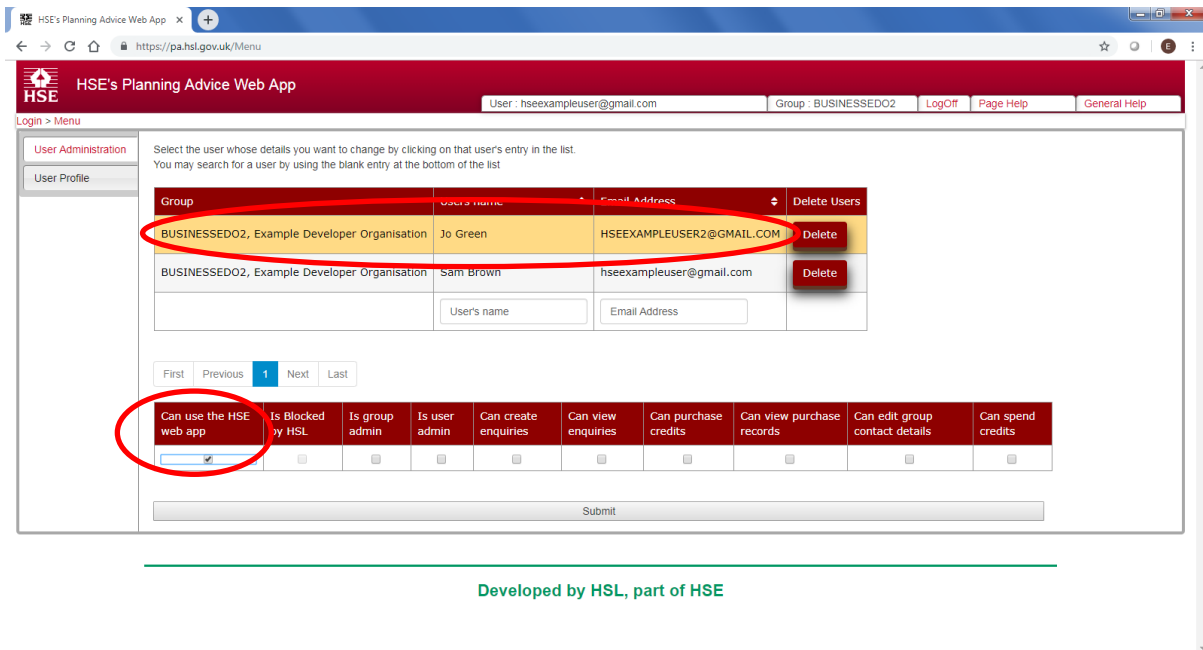 HSE's Planning Advice Web App
https://pa.hsl.gov.uk/Menu
E
HSE
HSE's Planning Advice Web App
User : hseexampleuser@gmail.com
Group : BUSINESSEDO2
LogOff
Page Help
General Help
Login > Menu
User Administration
User Profile
Select the user whose details you want to change by clicking on that user's entry in the list.
You may search for a user by using the blank entry at the bottom of the list
Group Users name Email Address Delete Users
BUSINESSEDO2, Example Developer Organisation Jo Green HSEEXAMPLEUSER2@GMAIL.COM Delete
BUSINESSEDO2, Example Developer Organisation Sam Brown hseexampleuser@gmail.com Delete
User's name Email Address
First Previous 1 Next Last
Can use the HSE web app
Is Blocked by HSL
Is group admin
Is user admin
Can create enquiries
Can view enquiries
Can purchase credits
Can view purchase records
Can edit group contact details
Can spend credits
Submit
Developed by HSL, part of HSE